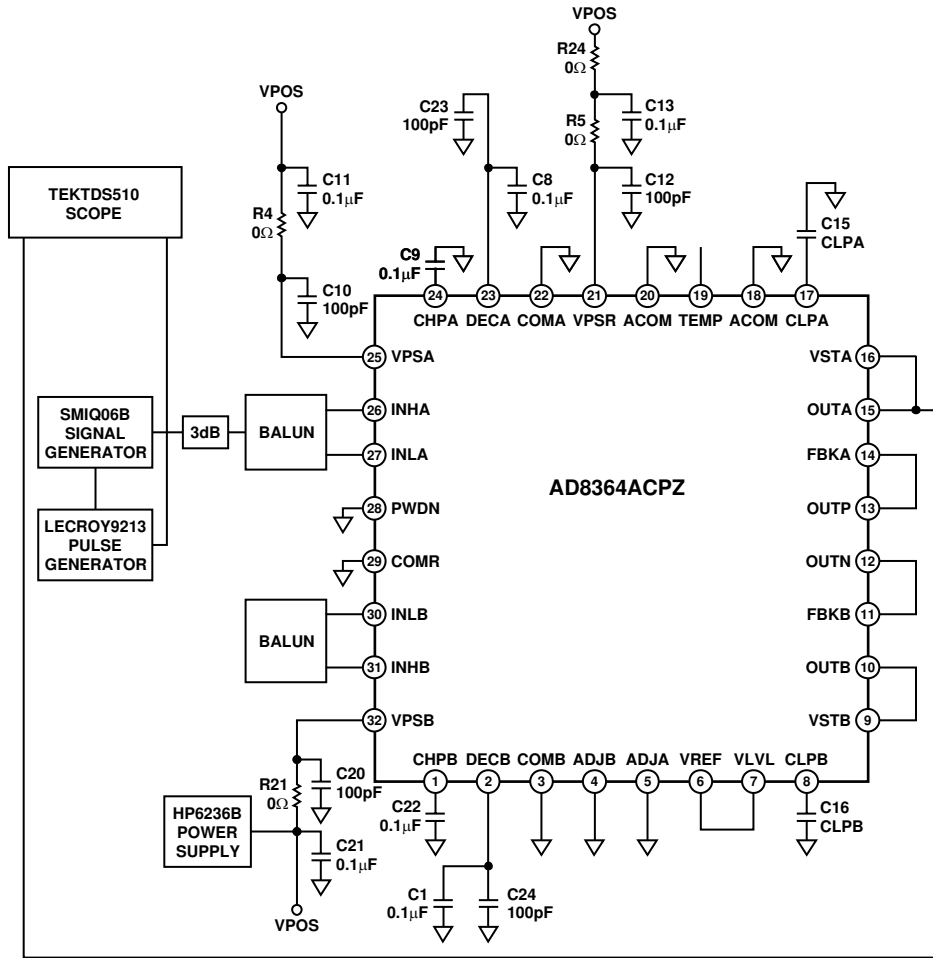 VPOS
R24
0Ω
VPOS
C23
100pF
C13
0.1μF
R5
0Ω
TEKTDS510
SCOPE
C11
0.1μF
C8
0.1μF
C12
100pF
R4
0Ω
C15
CLPA
C9
0.1μF
C10
100pF
24
23
22
21
20
19
18
17
CHPA
DECA
COMA
VPSR
ACOM
TEMP
ACOM
CLPA
25
VPSA
VSTA
16
SMIQ06B
SIGNAL
GENERATOR
3dB
BALUN
26
INHA
OUTA
15
27
INLA
FBKA
14
AD8364ACPZ
LECROY9213
PULSE
GENERATOR
28
PWDN
OUTP
13
29
COMR
OUTN
12
BALUN
30
INLB
FBKB
11
31
INHB
OUTB
10
32
VPSB
VSTB
9
CHPB
DECB
COMB
ADJB
ADJA
VREF
VLVL
CLPB
1
2
3
4
5
6
7
8
R21
0Ω
C20
100pF
C22
0.1μF
C16
CLPB
HP6236B
POWER
SUPPLY
C21
0.1μF
C1
0.1μF
C24
100pF
VPOS